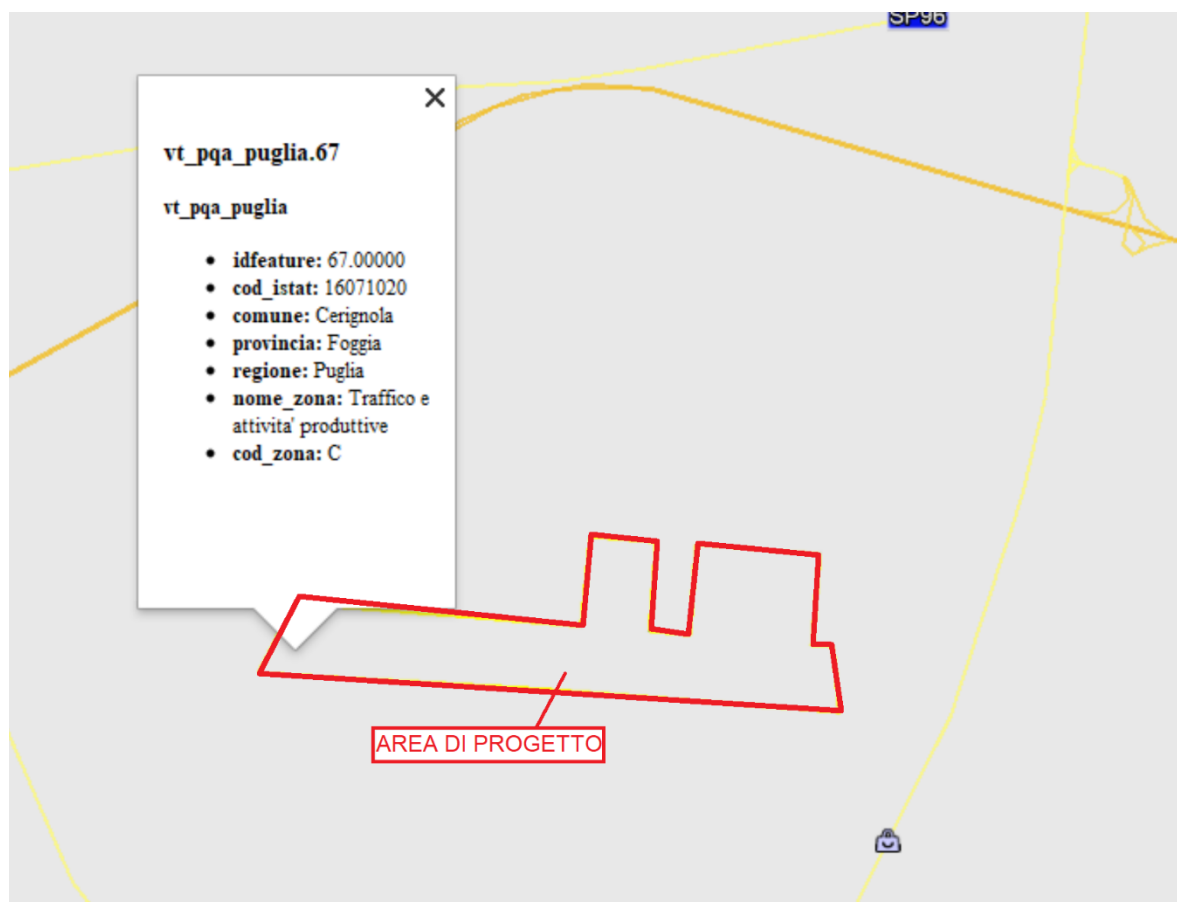 SP96
vt_pqa_puglia.67
vt_pqa_puglia
idfeature: 67.00000
cod_istat: 16071020
comune: Cerignola
provincia: Foggia
regione: Puglia
nome_zona: Traffico e
attivita' produttive
cod_zona: C
AREA DI PROGETTO